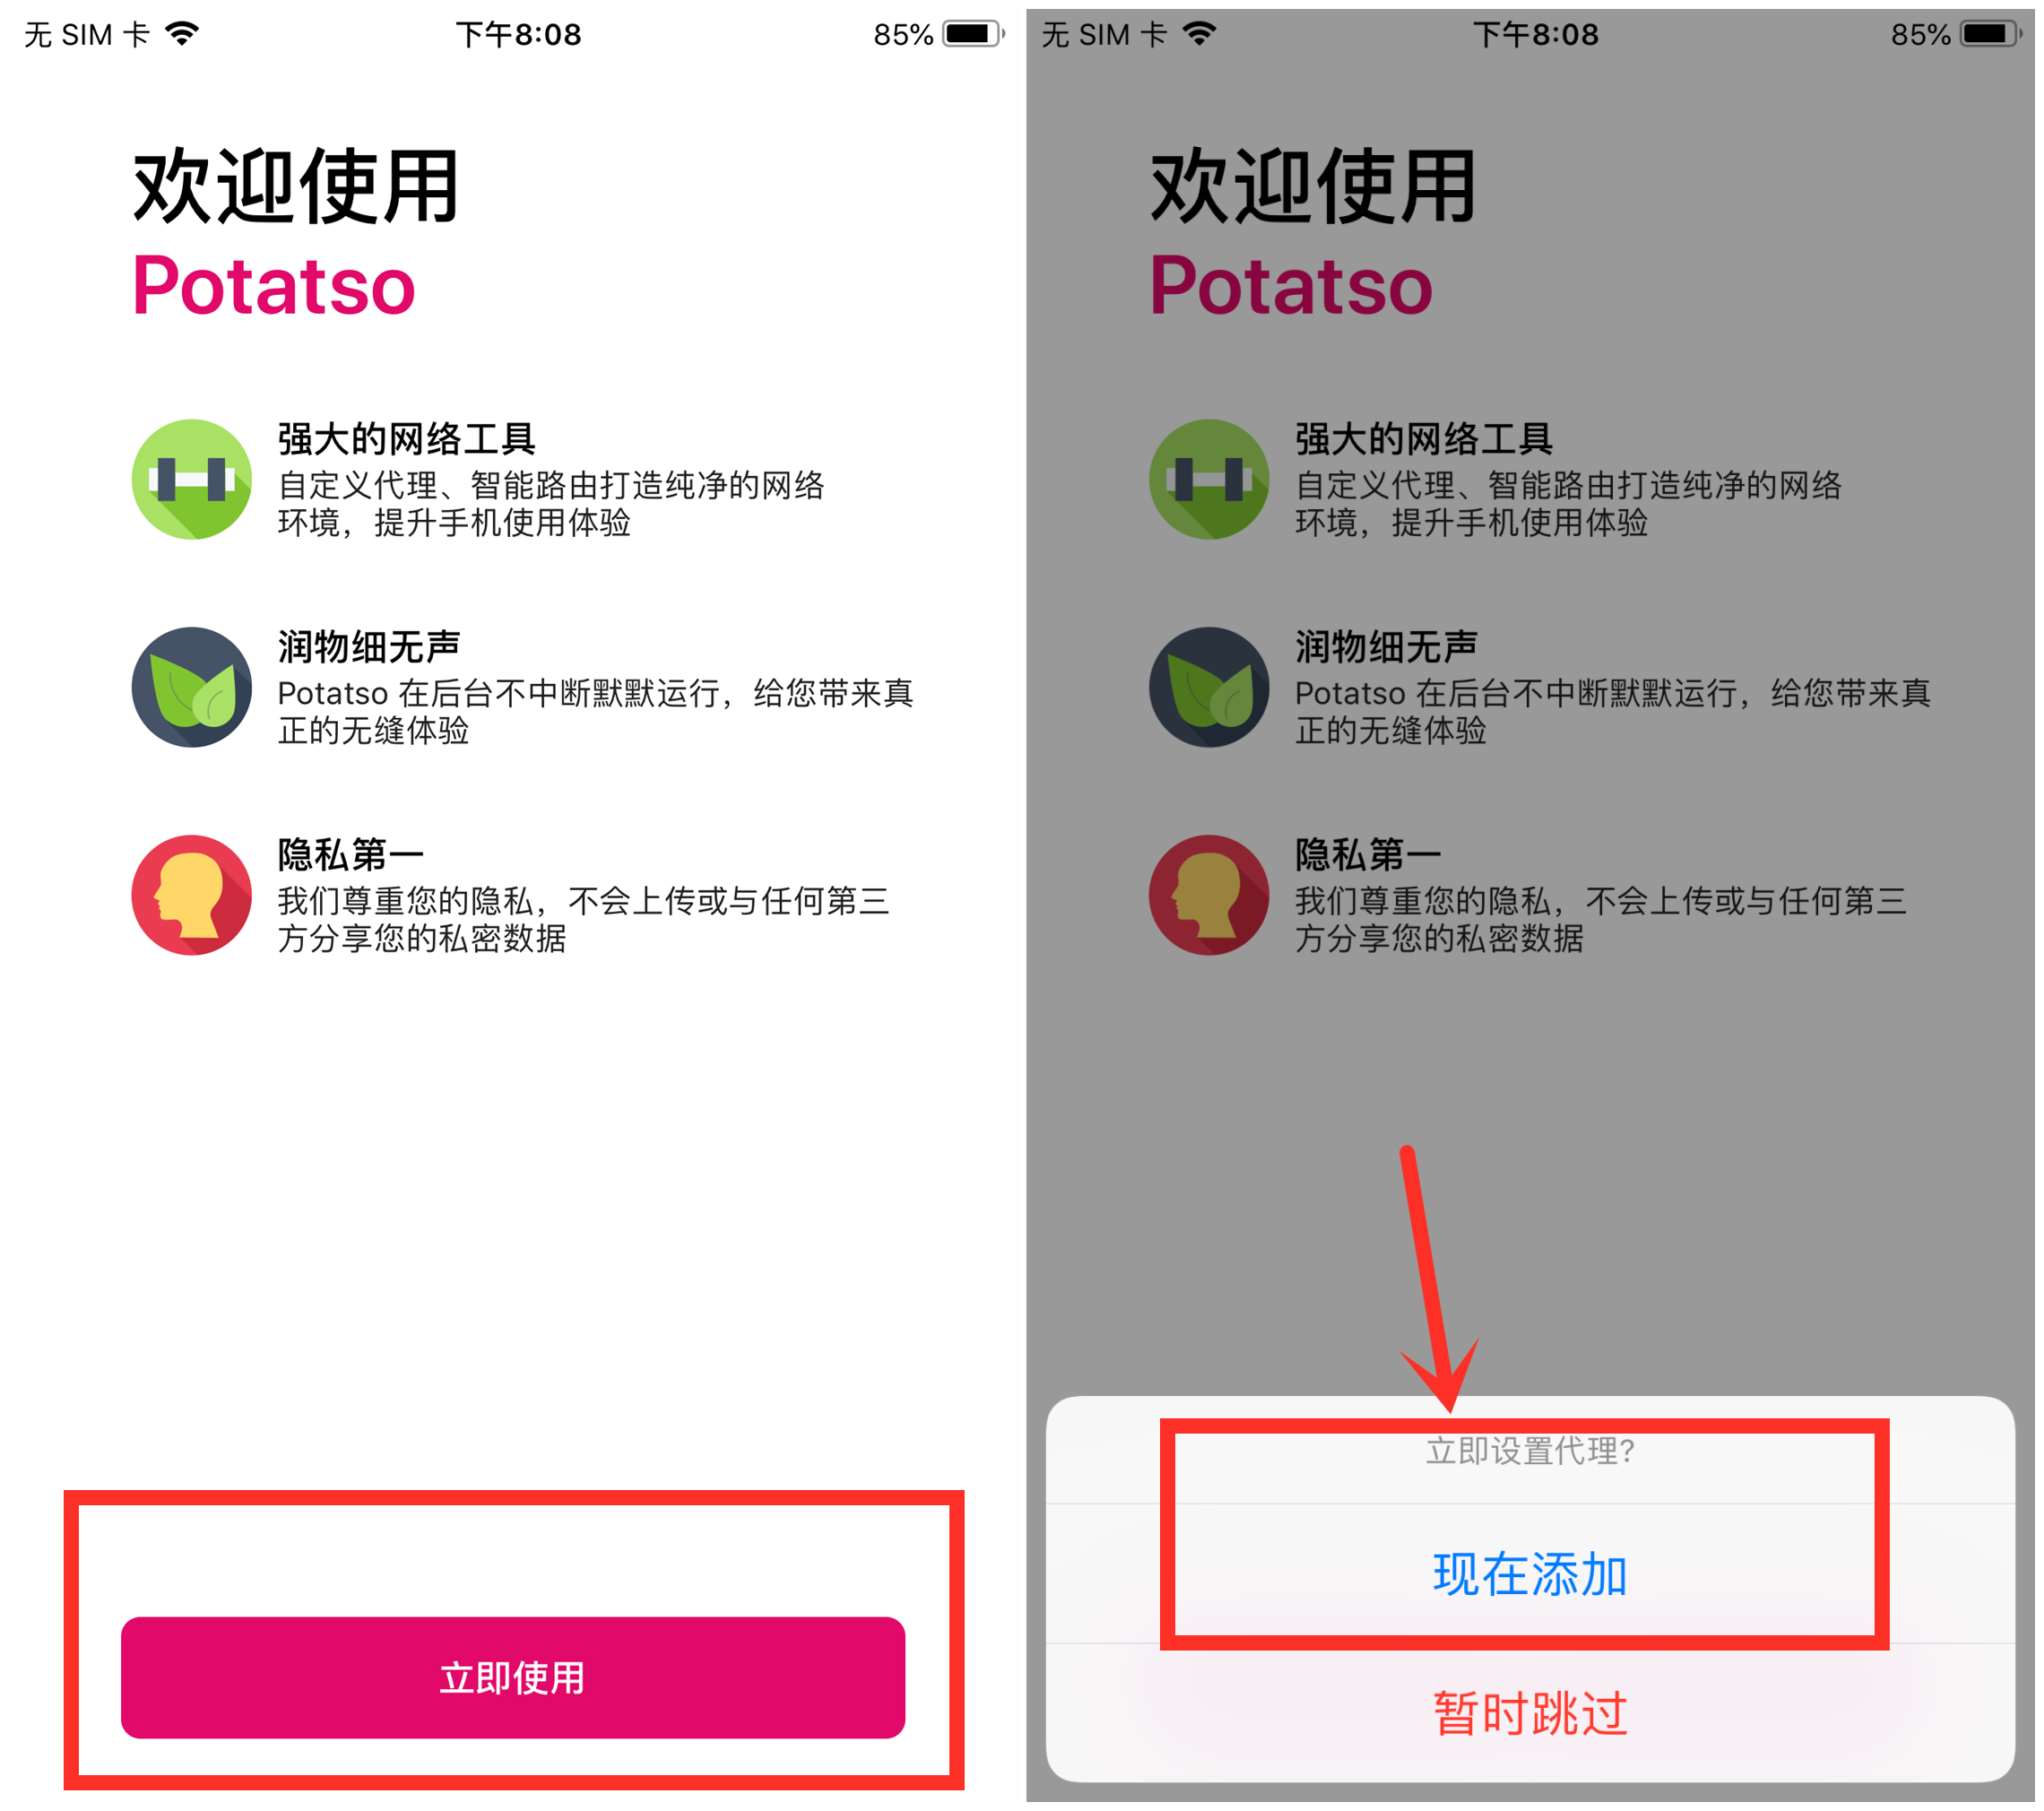 无 SIM 卡
下午8:08
85%
欢迎使用
Potatso
强大的网络工具
自定义代理、智能路由打造纯净的网络
环境，提升手机使用体验
润物细无声
Potatso 在后台不中断默默运行，给您带来真
正的无缝体验
隐私第一
我们尊重您的隐私，不会上传或与任何第三
方分享您的私密数据
立即使用
无 SIM 卡
下午8:08
85%
欢迎使用
Potatso
强大的网络工具
自定义代理、智能路由打造纯净的网络
环境，提升手机使用体验
润物细无声
Potatso 在后台不中断默默运行，给您带来真
正的无缝体验
隐私第一
我们尊重您的隐私，不会上传或与任何第三
方分享您的私密数据
立即设置代理?
现在添加
暂时跳过